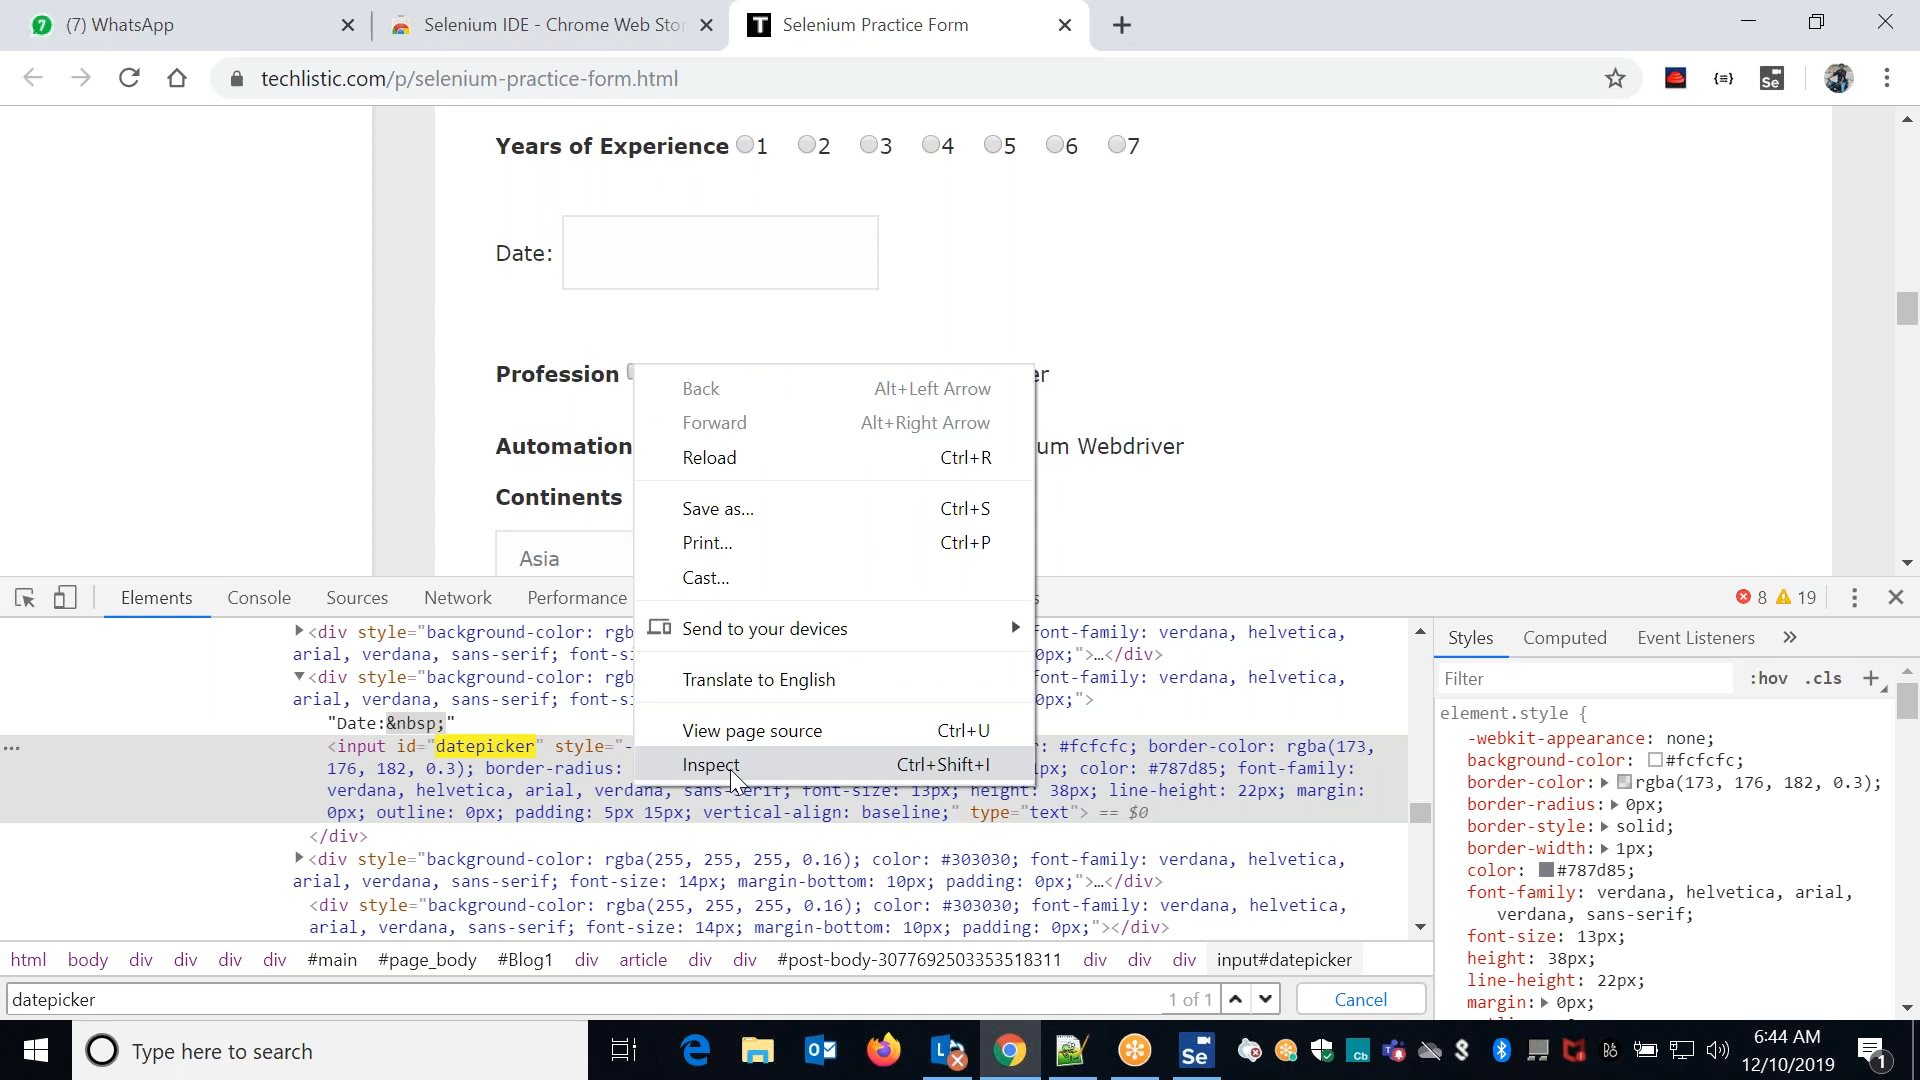 (7) WhatsApp
Selenium IDE - Chrome Web Stor
Selenium Practice Form
techlistic.com/p/selenium-practice-form.html
Years of Experience 1 2 3 4 5 6 7
Date:
Profession
er
Automation
um Webdriver
Continents
Asia
Back Alt+Left Arrow
Forward Alt+Right Arrow
Reload Ctrl+R
Save as... Ctrl+S
Print... Ctrl+P
Cast...
Send to your devices
Translate to English
View page source Ctrl+U
Inspect Ctrl+Shift+I
Elements Console Sources Network Performance s
8 19
<div style="background-color: rgb font-family: verdana, helvetica,
arial, verdana, sans-serif; font-si 0px;">…</div>
<div style="background-color: rgb font-family: verdana, helvetica,
arial, verdana, sans-serif; font-si 0px;">
"Date:&nbsp;"
<input id="datepicker" style="- : #fcfcfc; border-color: rgba(173,
176, 182, 0.3); border-radius: 1px; color: #787d85; font-family:
verdana, helvetica, arial, verdana, sans-serif; font-size: 13px; height: 38px; line-height: 22px; margin:
0px; outline: 0px; padding: 5px 15px; vertical-align: baseline;" type="text"> == $0
</div>
<div style="background-color: rgba(255, 255, 255, 0.16); color: #303030; font-family: verdana, helvetica,
arial, verdana, sans-serif; font-size: 14px; margin-bottom: 10px; padding: 0px;">…</div>
<div style="background-color: rgba(255, 255, 255, 0.16); color: #303030; font-family: verdana, helvetica,
arial, verdana, sans-serif; font-size: 14px; margin-bottom: 10px; padding: 0px;"></div>
html body div div div div #main #page_body #Blog1 div article div div #post-body-3077692503353518311 div div div input#datepicker
datepicker 1 of 1 Cancel
Styles Computed Event Listeners »
Filter :hov .cls +
element.style {
-webkit-appearance: none;
background-color: #fcfcfc;
border-color: rgba(173, 176, 182, 0.3);
border-radius: 0px;
border-style: solid;
border-width: 1px;
color: #787d85;
font-family: verdana, helvetica, arial,
verdana, sans-serif;
font-size: 13px;
height: 38px;
line-height: 22px;
margin: 0px;
Type here to search
6:44 AM
12/10/2019
1